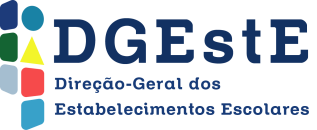 DGEstE
Direção-Geral dos
Estabelecimentos Escolares